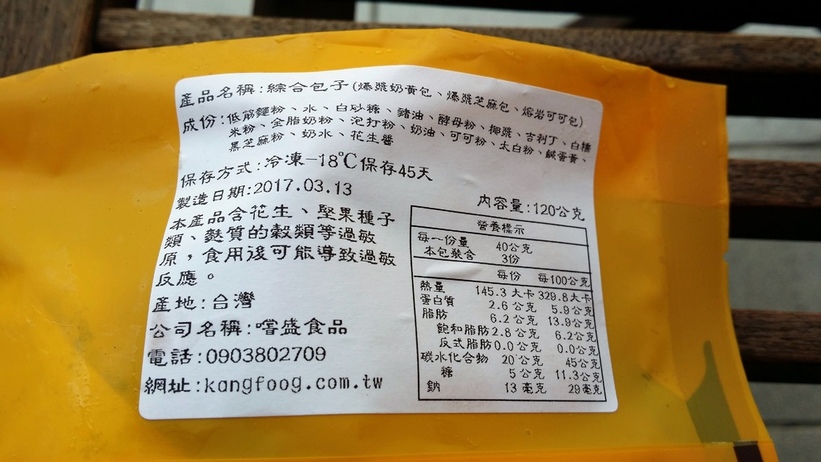 產品名稱:綜合包子(爆漿奶黃包、爆漿芝麻包、熔岩可可包)
成份:低筋麵粉、水、白砂糖、豬油、酵母粉、椰漿、吉利丁、白糯
米粉、全脂奶粉、泡打粉、奶油、可可粉、太白粉、鹹蛋黃、
黑芝麻粉、奶水、花生醬
保存方式:冷凍-18℃保存45天
製造日期:2017.03.13
本產品含花生、堅果種子
類、麩質的穀類等過敏
原，食用後可能導致過敏
反應。
產地:台灣
公司名稱:嚐盛食品
電話:0903802709
網址:kangfoog.com.tw
內容量:120公克
營養標示
每一份量 40公克
本包裝含 3份
每份 每100公克
熱量 145.3大卡 329.8大卡
蛋白質 2.6公克 5.9公克
脂肪 6.2公克 13.9公克
飽和脂肪 2.8公克 6.2公克
反式脂肪 0.0公克 0.0公克
碳水化合物 20公克 45公克
糖 5公克 11.3公克
鈉 13毫克 29毫克